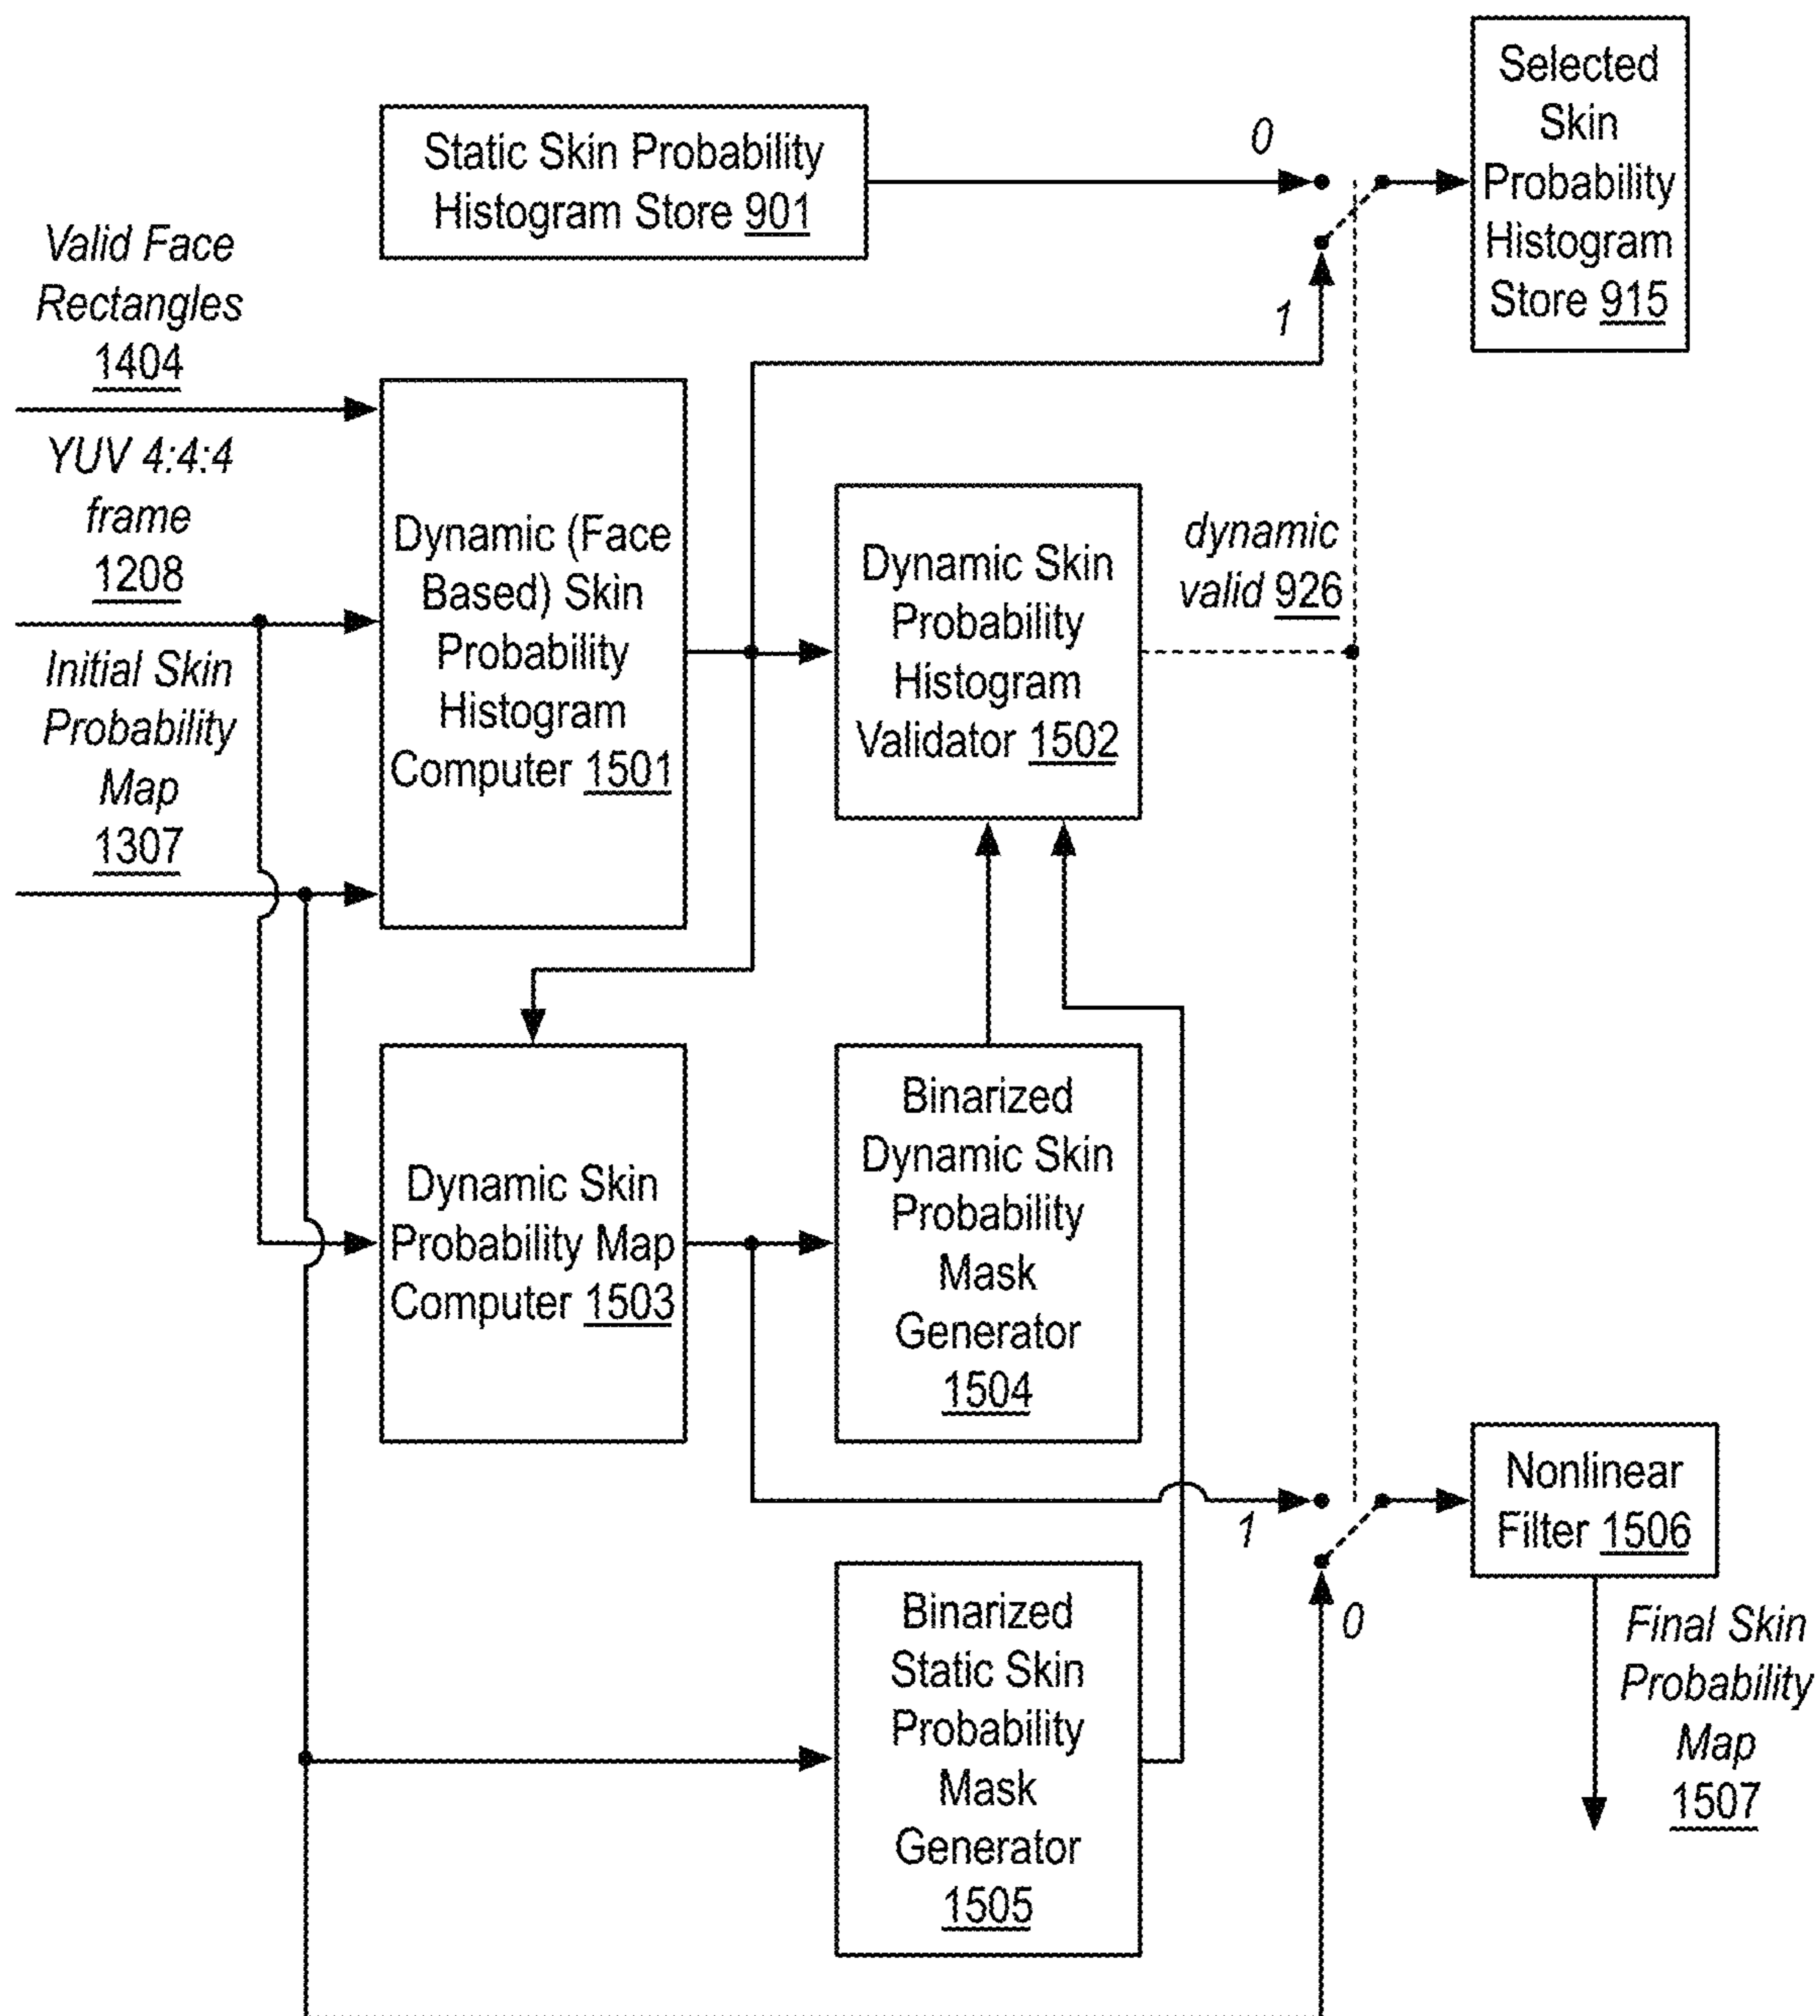 Selected
Skin
Probability
Histogram
Store 915
Static Skin Probability
Histogram Store 901
0
1
Valid Face
Rectangles
1404
YUV 4:4:4
frame
1208
Initial Skin
Probability
Map
1307
Dynamic (Face
Based) Skin
Probability
Histogram
Computer 1501
Dynamic Skin
Probability
Histogram
Validator 1502
dynamic
valid 926
Dynamic Skin
Probability Map
Computer 1503
Binarized
Dynamic Skin
Probability
Mask
Generator
1504
1
0
Nonlinear
Filter 1506
Binarized
Static Skin
Probability
Mask
Generator
1505
Final Skin
Probability
Map
1507